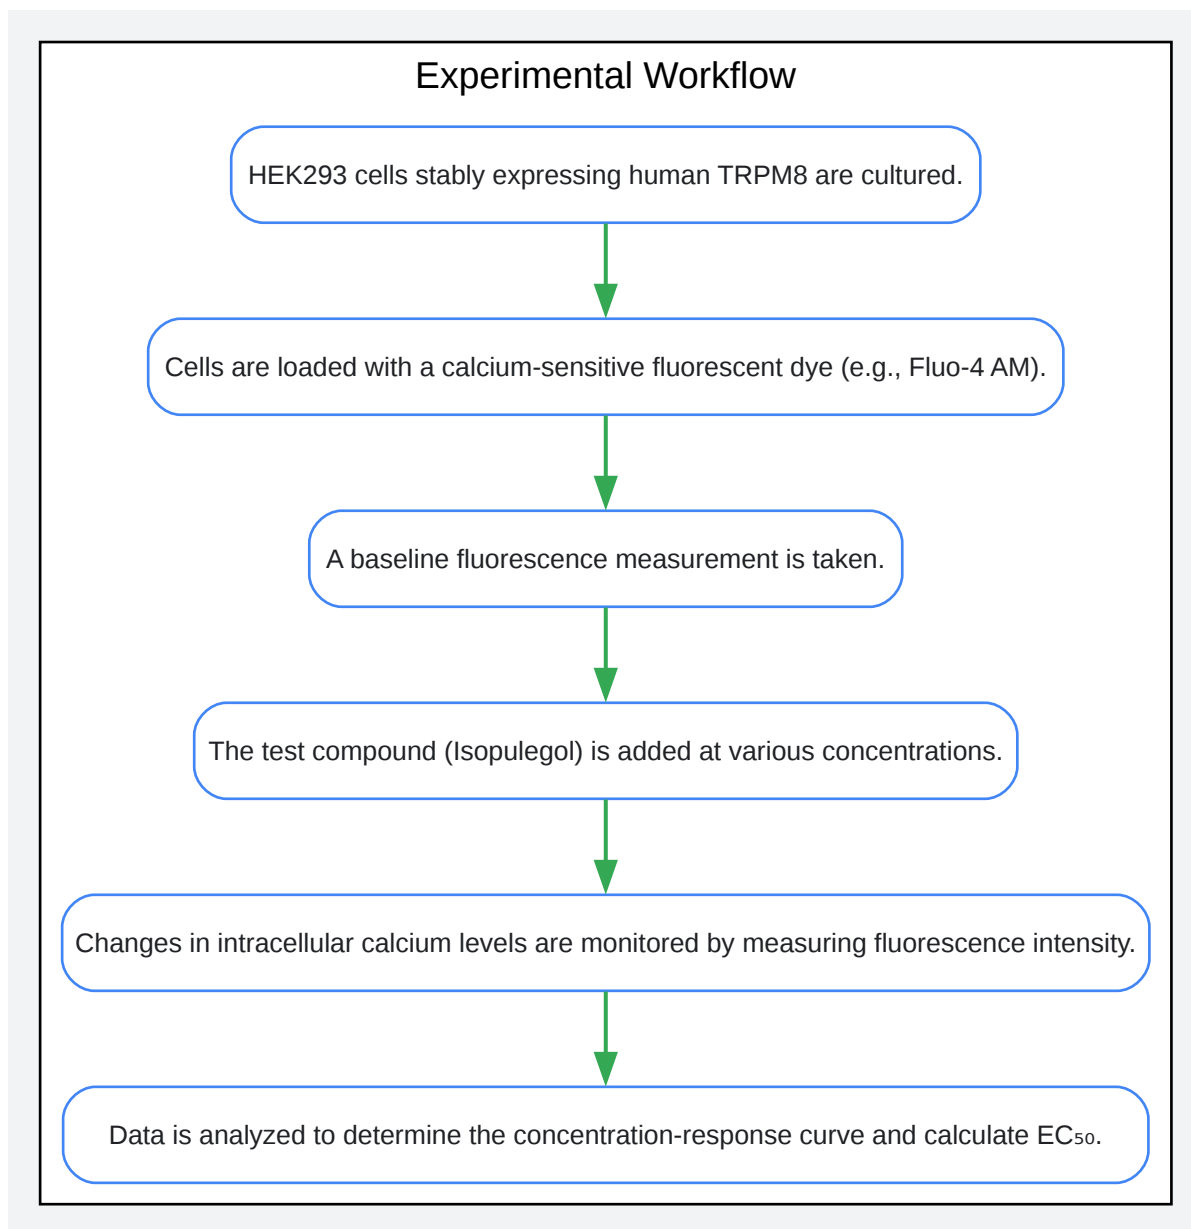 Experimental Workflow
HEK293 cells stably expressing human TRPM8 are cultured.
Cells are loaded with a calcium-sensitive fluorescent dye (e.g., Fluo-4 AM).
A baseline fluorescence measurement is taken.
The test compound (Isopulegol) is added at various concentrations.
Changes in intracellular calcium levels are monitored by measuring fluorescence intensity.
Data is analyzed to determine the concentration-response curve and calculate EC₅₀.